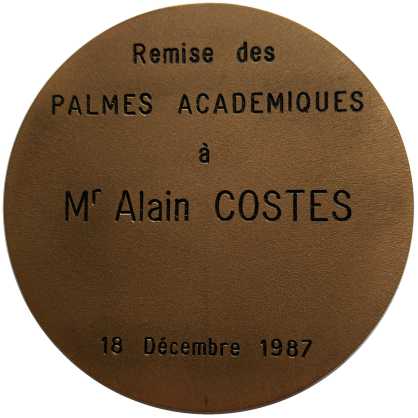 Remise des
PALMES ACADEMIQUES
à
Mr Alain COSTES
18 Décembre 1987